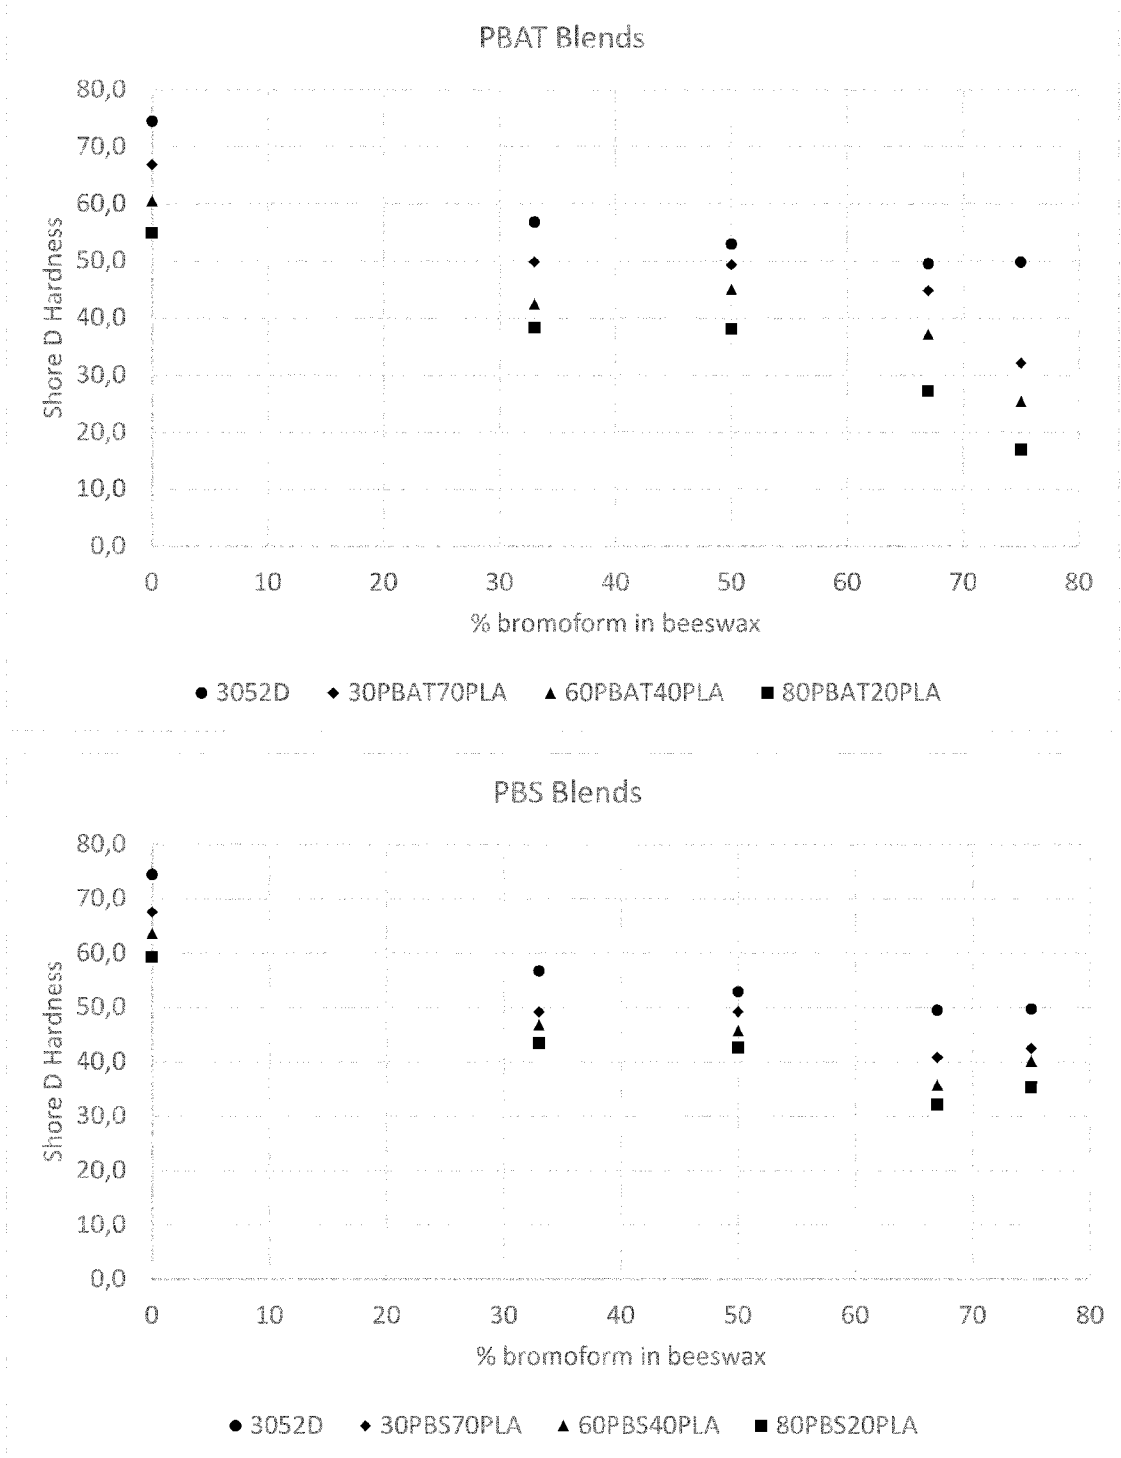 PBAT Blends
80,0
70,0
60,0
50,0
40,0
30,0
20,0
10,0
0,0
Shore D Hardness
0 10 20 30 40 50 60 70 80
% bromoform in beeswax
3052D 30PBAT70PLA 60PBAT40PLA 80PBAT20PLA
PBS Blends
80,0
70,0
60,0
50,0
40,0
30,0
20,0
10,0
0,0
Shore D Hardness
0 10 20 30 40 50 60 70 80
% bromoform in beeswax
3052D 30PBS70PLA 60PBS40PLA 80PBS20PLA